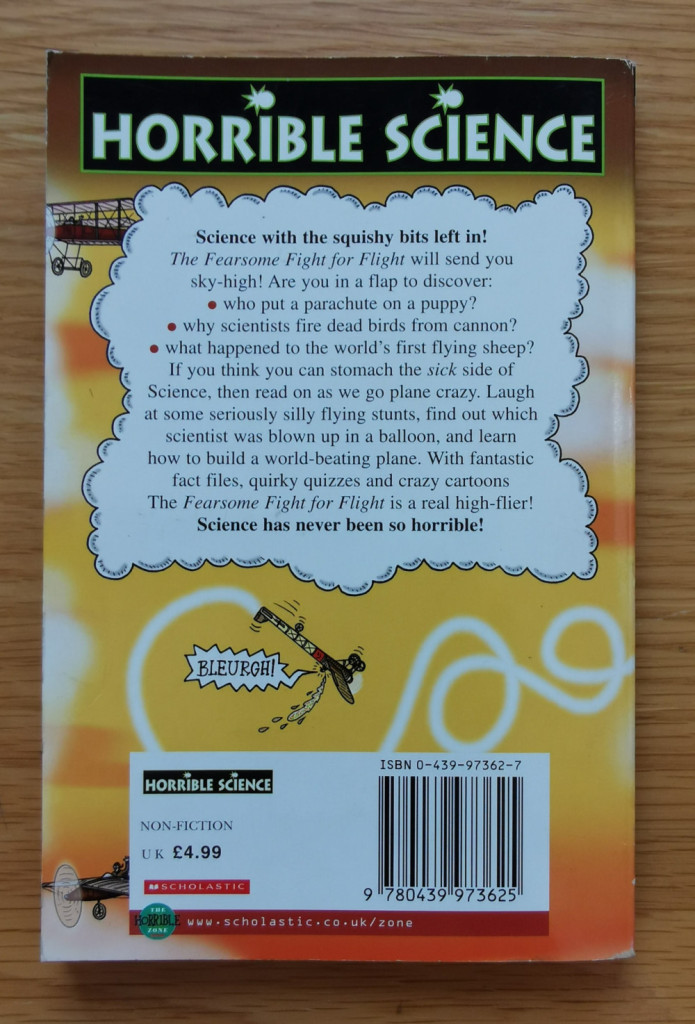 HORRIBLE SCIENCE
Science with the squishy bits left in!
The Fearsome Fight for Flight will send you
sky-high! Are you in a flap to discover:
• who put a parachute on a puppy?
• why scientists fire dead birds from cannon?
• what happened to the world's first flying sheep?
If you think you can stomach the sick side of
Science, then read on as we go plane crazy. Laugh
at some seriously silly flying stunts, find out which
scientist was blown up in a balloon, and learn
how to build a world-beating plane. With fantastic
fact files, quirky quizzes and crazy cartoons
The Fearsome Fight for Flight is a real high-flier!
Science has never been so horrible!
BLEURGH!
ISBN 0-439-97362-7
HORRIBLE SCIENCE
NON-FICTION
UK £4.99
SCHOLASTIC
9 780439 973625
THE
HORRIBLE
ZONE
www.scholastic.co.uk/zone